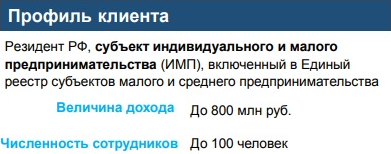 Профиль клиента
Резидент РФ, субъект индивидуального и малого
предпринимательства (ИМП), включенный в Единый
реестр субъектов малого и среднего предпринимательства
Величина дохода До 800 млн руб.
Численность сотрудников До 100 человек